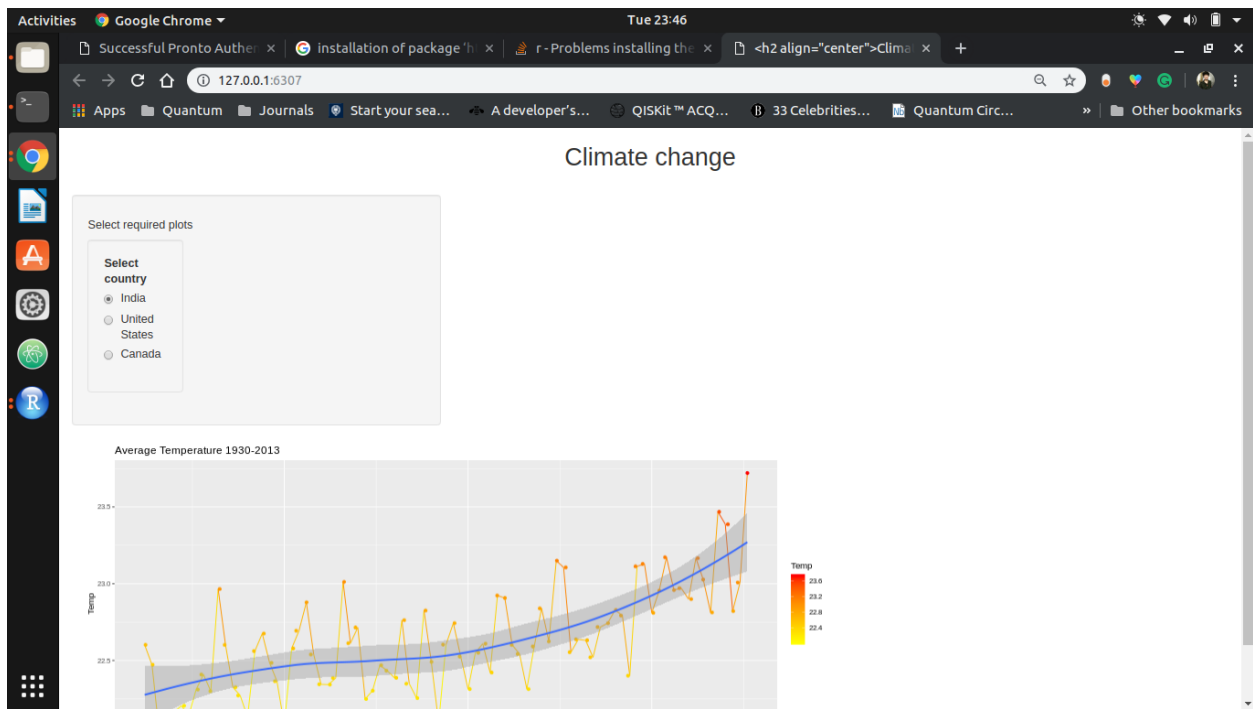 Activities Google Chrome Tue 23:46
Successful Pronto Authen installation of package 'h r - Problems installing the <h2 align="center">Clima
127.0.0.1:6307
Apps Quantum Journals Start your sea... A developer's... QISKit ™ ACQ... 33 Celebrities... Quantum Circ... » Other bookmarks
Climate change
Select required plots
Select
country
India
United
States
Canada
Average Temperature 1930-2013
23.5
23.0
22.5
Temp
Temp
23.6
23.2
22.8
22.4